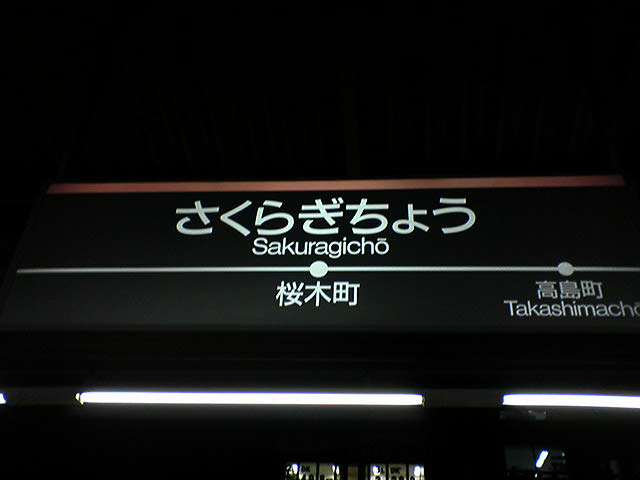 さくらぎちょう
Sakuragichō
桜木町
高島町
Takashimachō